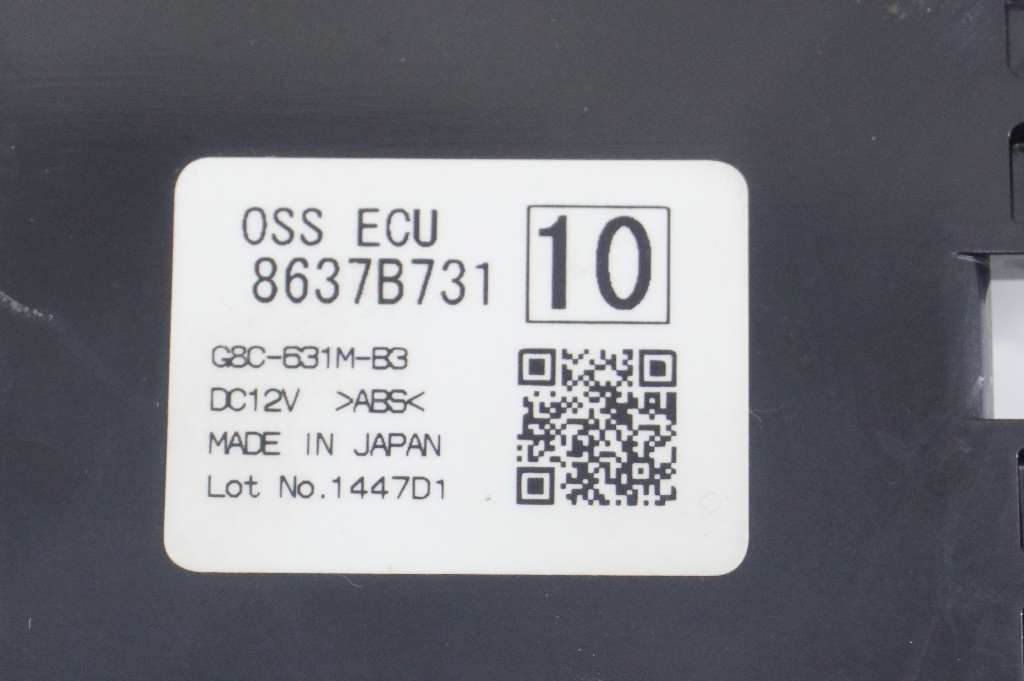 OSS ECU
8637B731
10
G8C-631M-B3
DC12V >ABS<
MADE IN JAPAN
Lot No.1447D1